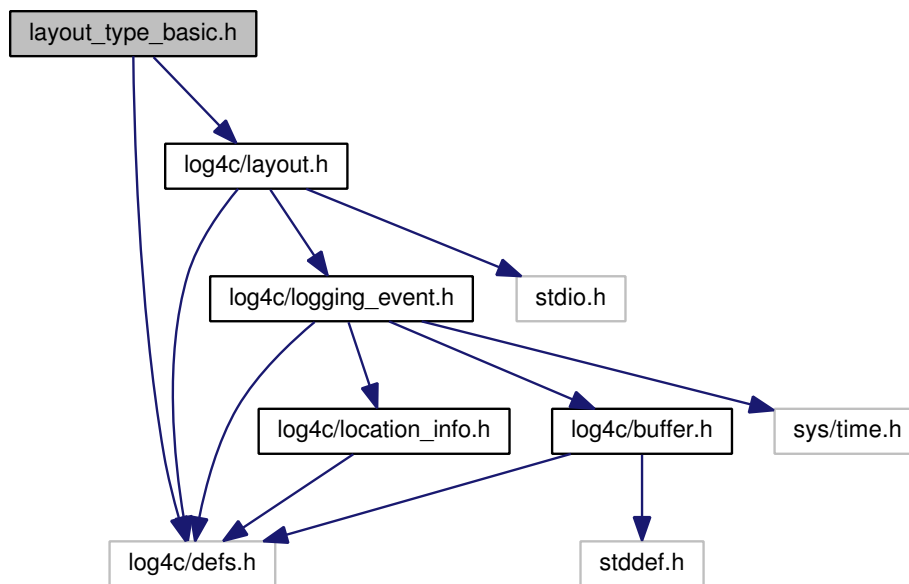 layout_type_basic.h
log4c/layout.h
log4c/logging_event.h
stdio.h
log4c/location_info.h
log4c/buffer.h
sys/time.h
log4c/defs.h
stddef.h